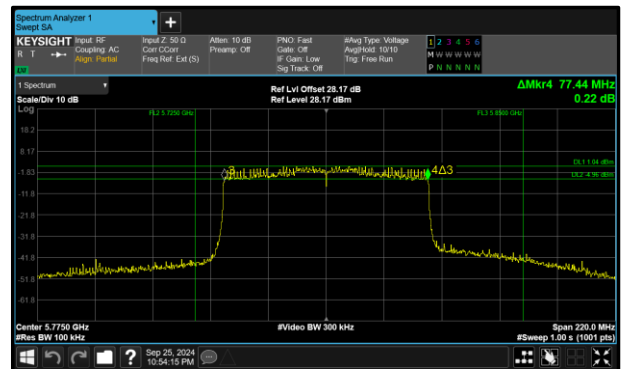 Spectrum Analyzer 1
Swept SA
KEYSIGHT
R T
LW
Input: RF
Coupling: AC
Align: Partial
Input Z: 50 Ω
Corr CCorr
Freq Ref: Ext (S)
Atten: 10 dB
Preamp: Off
PNO: Fast
Gate: Off
IF Gain: Low
Sig Track: Off
#Avg Type: Voltage
Avg|Hold: 10/10
Trig: Free Run
1 2 3 4 5 6
M W W W W W
P N N N N N
1 Spectrum
Scale/Div 10 dB
Log
Ref Lvl Offset 28.17 dB
Ref Level 28.17 dBm
ΔMkr4 77.44 MHz
0.22 dB
FL2 5.7250 GHz
FL3 5.8500 GHz
18.2
8.17
-1.83
-11.8
-21.8
-31.8
-41.8
-51.8
-61.8
DL1 1.04 dBm
DL2 -4.96 dBm
3
4Δ3
Center 5.7750 GHz
#Res BW 100 kHz
#Video BW 300 kHz
Span 220.0 MHz
#Sweep 1.00 s (1001 pts)
?
Sep 25, 2024
10:54:15 PM